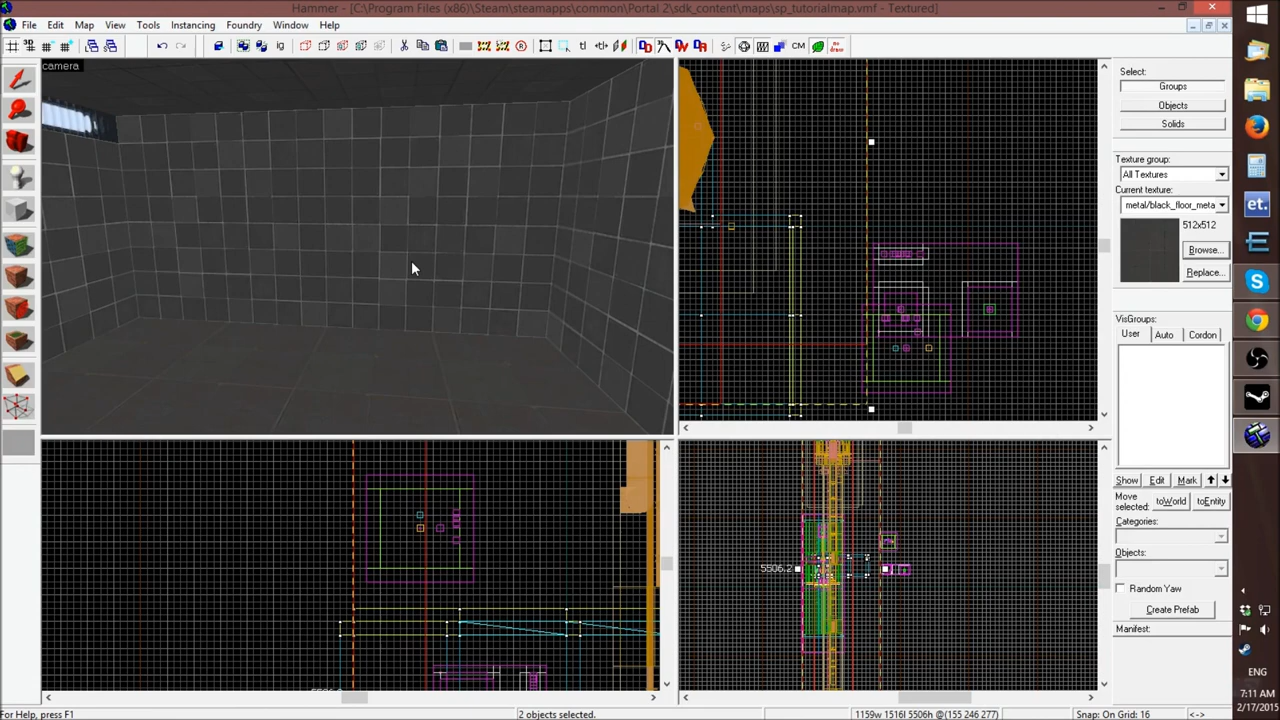 Hammer - [C:\Program Files (x86)\Steam\steamapps\common\Portal 2\sdk_content\maps\sp_tutorialmap.vmf - Textured]
File Edit Map View Tools Instancing Foundry Window Help
camera
Select:
Groups
Objects
Solids
Texture group:
All Textures
Current texture:
metal/black_floor_meta
512x512
Browse...
Replace...
VisGroups:
User Auto Cordon
Show Edit Mark
Move selected:
toWorld toEntity
Categories:
Objects:
Random Yaw
Create Prefab
Manifest:
5506.2
CM
et.
ENG
7:11 AM
2/17/2015
For Help, press F1
2 objects selected.
1159w 1516l 5506h @(155 246 277)
Snap: On Grid: 16
<->